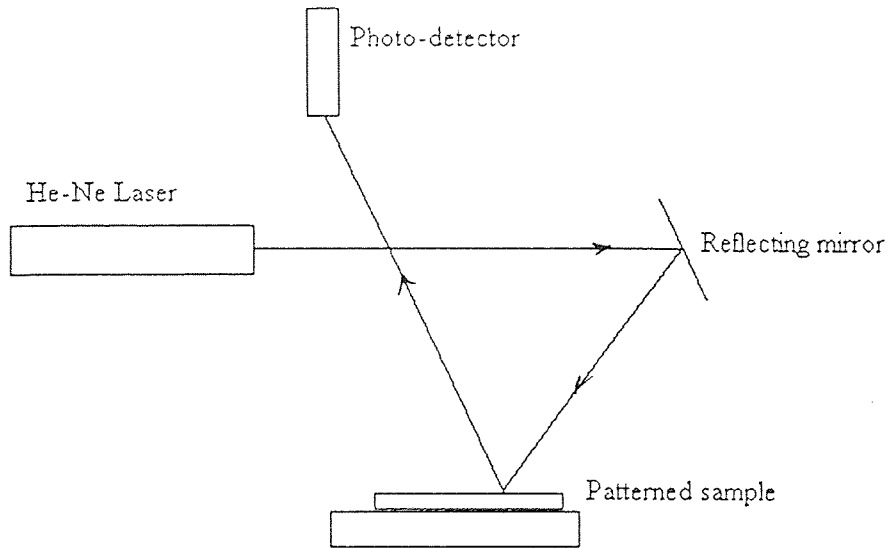 Photo-detector
He-Ne Laser
Reflecting mirror
Patterned sample